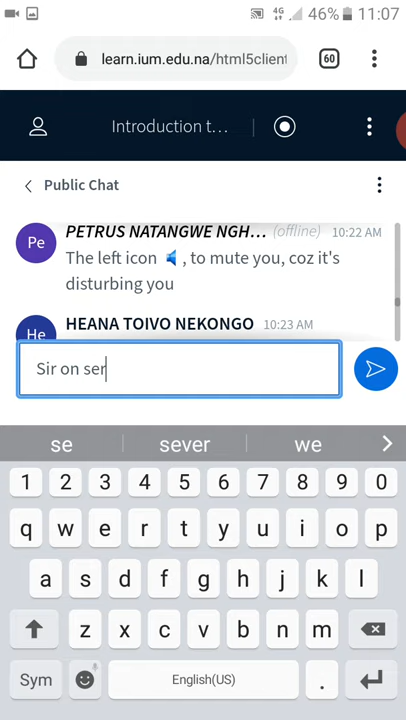 4G 46% 11:07
learn.ium.edu.na/html5client 60
Introduction t...
Public Chat
Pe PETRUS NATANGWE NGH... (offline) 10:22 AM
The left icon 🔈, to mute you, coz it's
disturbing you
He HEANA TOIVO NEKONGO 10:23 AM
Sir on ser
se sever we
1 2 3 4 5 6 7 8 9 0
q w e r t y u i o p
a s d f g h j k l
z x c v b n m
Sym English(US) .